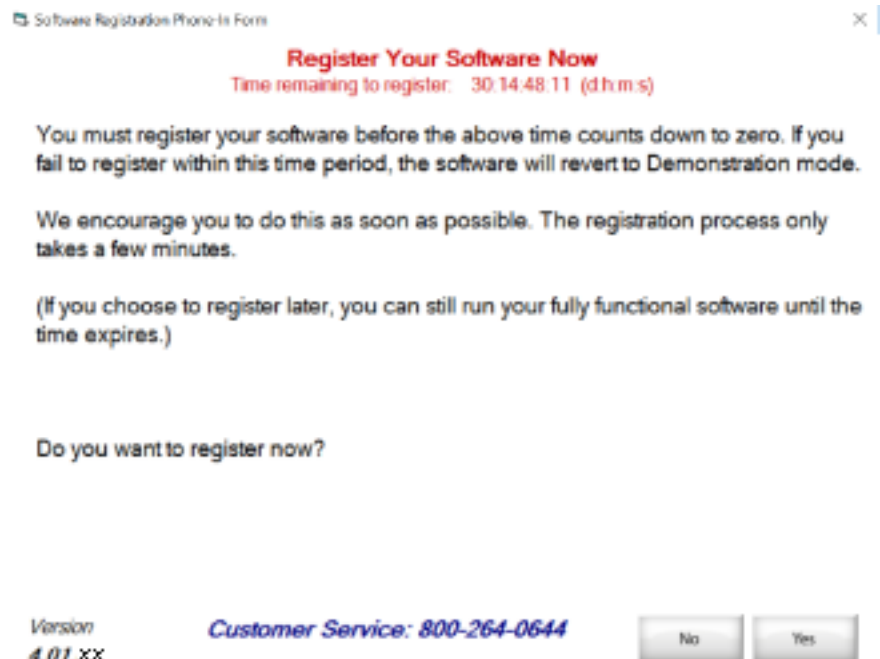 Software Registration Phone-In Form
Register Your Software Now
Time remaining to register: 30:14:48:11 (d:h:m:s)
You must register your software before the above time counts down to zero. If you
fail to register within this time period, the software will revert to Demonstration mode.
We encourage you to do this as soon as possible. The registration process only
takes a few minutes.
(If you choose to register later, you can still run your fully functional software until the
time expires.)
Do you want to register now?
Version
4.01.XX
Customer Service: 800-264-0644
No
Yes